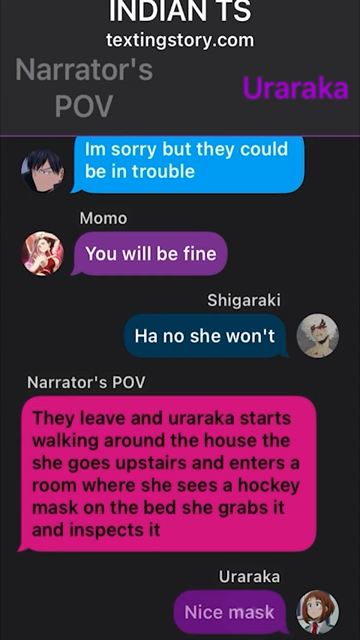 INDIAN TS
textingstory.com
Narrator's
POV
Uraraka
Im sorry but they could
be in trouble
Momo
You will be fine
Shigaraki
Ha no she won't
Narrator's POV
They leave and uraraka starts
walking around the house the
she goes upstairs and enters a
room where she sees a hockey
mask on the bed she grabs it
and inspects it
Uraraka
Nice mask